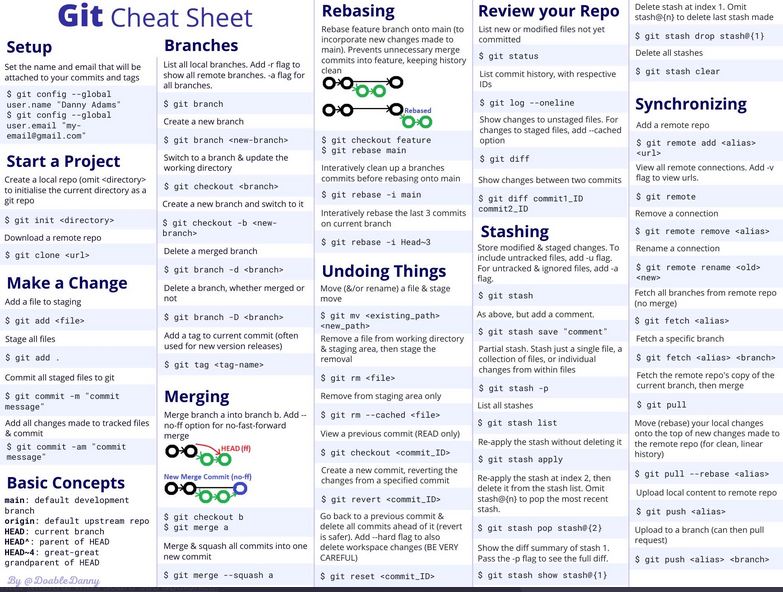 Git Cheat Sheet
Setup
Set the name and email that will be
attached to your commits and tags
$ git config --global
user.name "Danny Adams"
$ git config --global
user.email "my-
email@gmail.com"
Start a Project
Create a local repo (omit <directory>
to initialise the current directory as a
git repo
$ git init <directory>
Download a remote repo
$ git clone <url>
Make a Change
Add a file to staging
$ git add <file>
Stage all files
$ git add .
Commit all staged files to git
$ git commit -m "commit
message"
Add all changes made to tracked files
& commit
$ git commit -am "commit
message"
Basic Concepts
main: default development
branch
origin: default upstream repo
HEAD: current branch
HEAD^: parent of HEAD
HEAD~4: great-great
grandparent of HEAD
By @DoableDanny
Branches
List all local branches. Add -r flag to
show all remote branches. -a flag for
all branches.
$ git branch
Create a new branch
$ git branch <new-branch>
Switch to a branch & update the
working directory
$ git checkout <branch>
Create a new branch and switch to it
$ git checkout -b <new-
branch>
Delete a merged branch
$ git branch -d <branch>
Delete a branch, whether merged or
not
$ git branch -D <branch>
Add a tag to current commit (often
used for new version releases)
$ git tag <tag-name>
Merging
Merge branch a into branch b. Add --
no-ff option for no-fast-forward
merge
HEAD (ff)
New Merge Commit (no-ff)
$ git checkout b
$ git merge a
Merge & squash all commits into one
new commit
$ git merge --squash a
Rebasing
Rebase feature branch onto main (to
incorporate new changes made to
main). Prevents unnecessary merge
commits into feature, keeping history
clean
Rebased
$ git checkout feature
$ git rebase main
Interatively clean up a branches
commits before rebasing onto main
$ git rebase -i main
Interatively rebase the last 3 commits
on current branch
$ git rebase -i Head~3
Undoing Things
Move (&/or rename) a file & stage
move
$ git mv <existing_path>
<new_path>
Remove a file from working directory
& staging area, then stage the
removal
$ git rm <file>
Remove from staging area only
$ git rm --cached <file>
View a previous commit (READ only)
$ git checkout <commit_ID>
Create a new commit, reverting the
changes from a specified commit
$ git revert <commit_ID>
Go back to a previous commit &
delete all commits ahead of it (revert
is safer). Add --hard flag to also
delete workspace changes (BE VERY
CAREFUL)
$ git reset <commit_ID>
Review your Repo
List new or modified files not yet
committed
$ git status
List commit history, with respective
IDs
$ git log --oneline
Show changes to unstaged files. For
changes to staged files, add --cached
option
$ git diff
Show changes between two commits
$ git diff commit1_ID
commit2_ID
Stashing
Store modified & staged changes. To
include untracked files, add -u flag.
For untracked & ignored files, add -a
flag.
$ git stash
As above, but add a comment.
$ git stash save "comment"
Partial stash. Stash just a single file, a
collection of files, or individual
changes from within files
$ git stash -p
List all stashes
$ git stash list
Re-apply the stash without deleting it
$ git stash apply
Re-apply the stash at index 2, then
delete it from the stash list. Omit
stash@{n} to pop the most recent
stash.
$ git stash pop stash@{2}
Show the diff summary of stash 1.
Pass the -p flag to see the full diff.
$ git stash show stash@{1}
Delete stash at index 1. Omit
stash@{n} to delete last stash made
$ git stash drop stash@{1}
Delete all stashes
$ git stash clear
Synchronizing
Add a remote repo
$ git remote add <alias>
<url>
View all remote connections. Add -v
flag to view urls.
$ git remote
Remove a connection
$ git remote remove <alias>
Rename a connection
$ git remote rename <old>
<new>
Fetch all branches from remote repo
(no merge)
$ git fetch <alias>
Fetch a specific branch
$ git fetch <alias> <branch>
Fetch the remote repo's copy of the
current branch, then merge
$ git pull
Move (rebase) your local changes
onto the top of new changes made to
the remote repo (for clean, linear
history)
$ git pull --rebase <alias>
Upload local content to remote repo
$ git push <alias>
Upload to a branch (can then pull
request)
$ git push <alias> <branch>